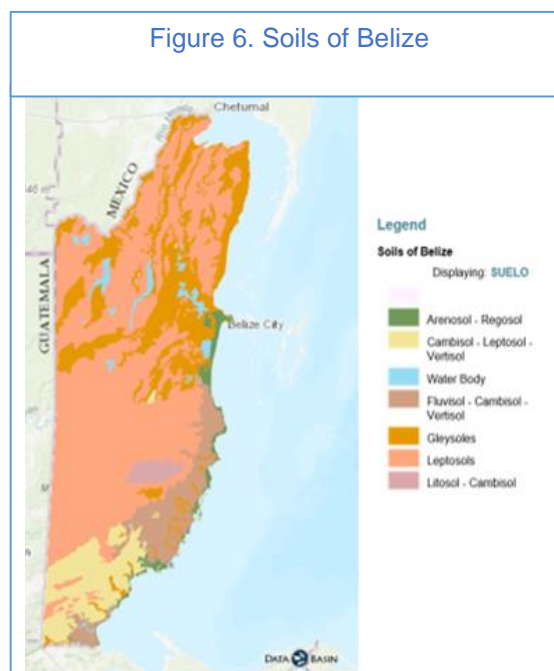 Figure 6. Soils of Belize
Chetumal
MEXICO
GUATEMALA
Belize City
Legend
Soils of Belize
Displaying: SUELO
Arenosol - Regosol
Cambisol - Leptosol -
Vertisol
Water Body
Fluvisol - Cambisol -
Vertisol
Gleysoles
Leptosols
Litosol - Cambisol
DATA BASIN